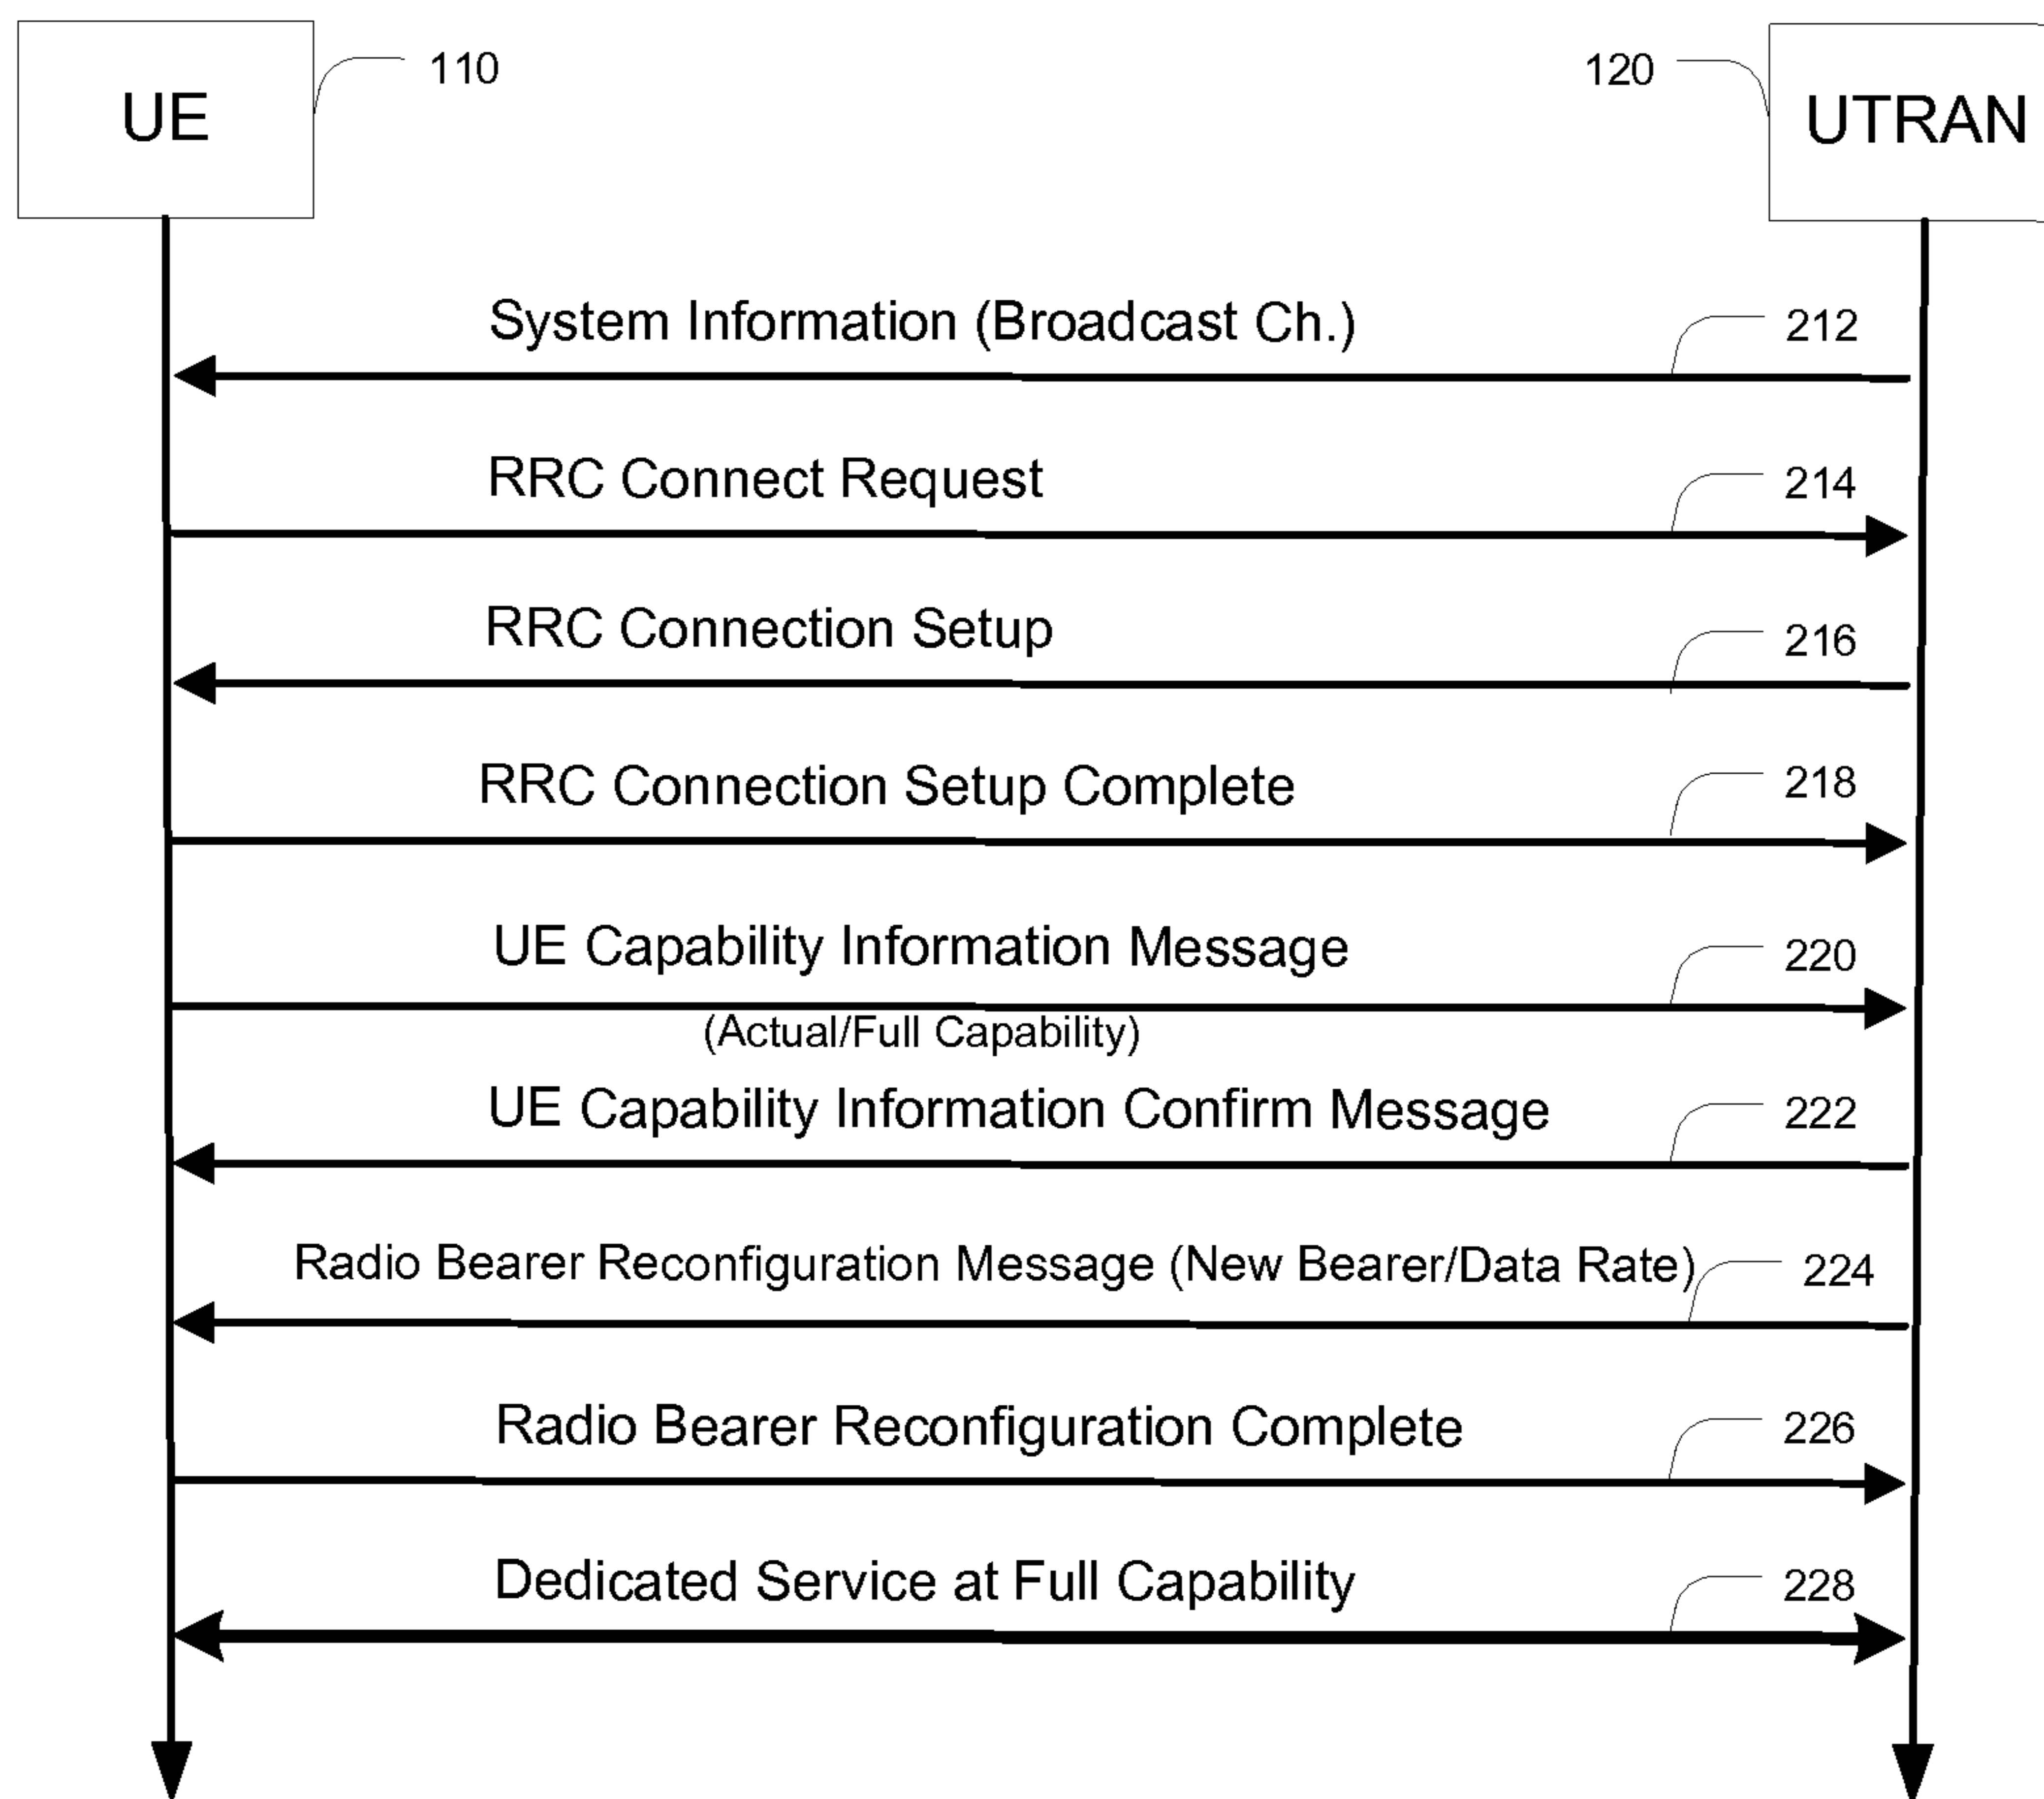 UE
110
120
UTRAN
System Information (Broadcast Ch.)
212
RRC Connect Request
214
RRC Connection Setup
216
RRC Connection Setup Complete
218
UE Capability Information Message
220
(Actual/Full Capability)
UE Capability Information Confirm Message
222
Radio Bearer Reconfiguration Message (New Bearer/Data Rate)
224
Radio Bearer Reconfiguration Complete
226
Dedicated Service at Full Capability
228